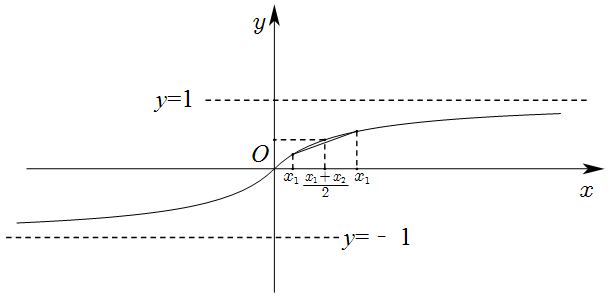 y
y=1
O
x₁ (x₁+x₂)/2 x₁
x
y=－1